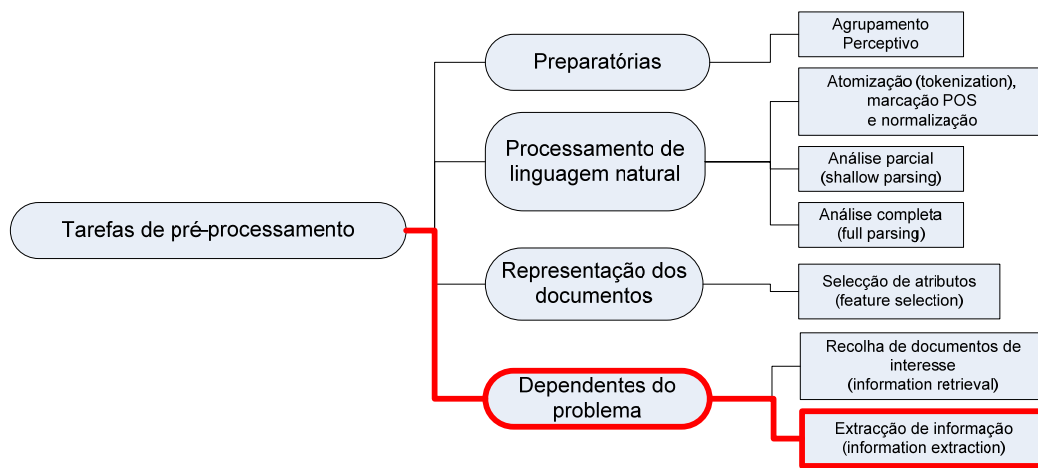 Tarefas de pré-processamento
Preparatórias
Agrupamento
Perceptivo
Processamento de
linguagem natural
Atomização (tokenization),
marcação POS
e normalização
Análise parcial
(shallow parsing)
Análise completa
(full parsing)
Representação dos
documentos
Selecção de atributos
(feature selection)
Dependentes do
problema
Recolha de documentos de
interesse
(information retrieval)
Extracção de informação
(information extraction)